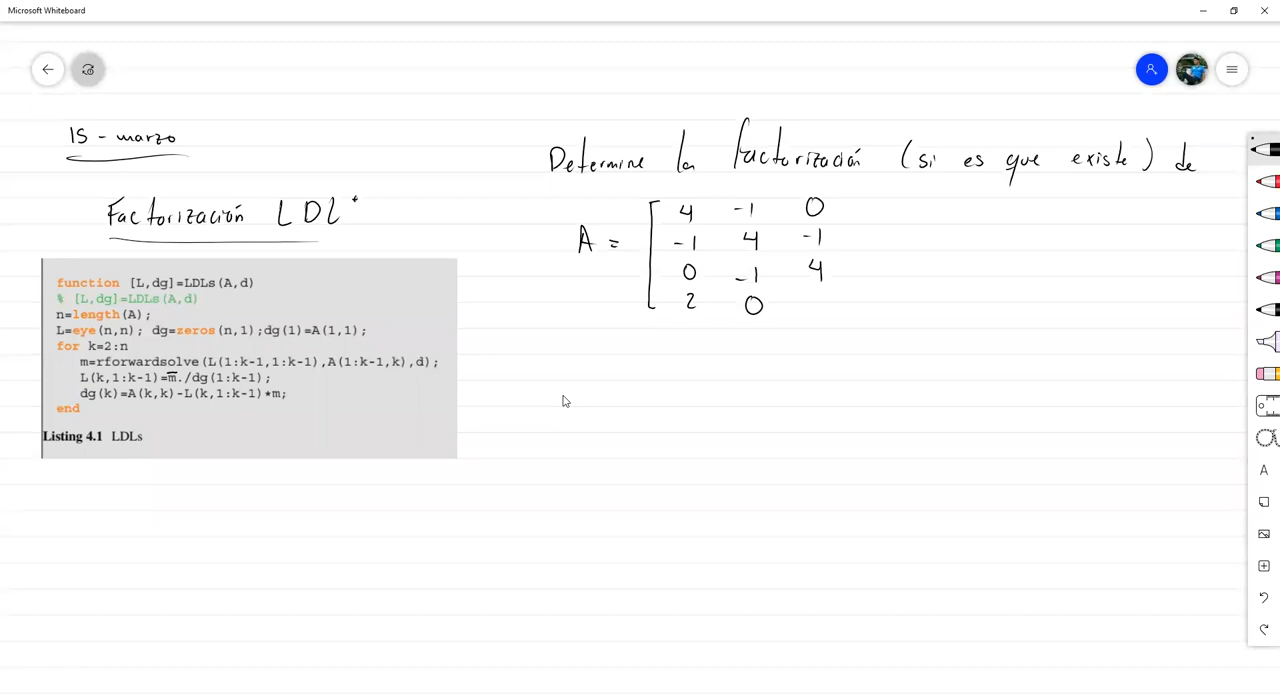 Microsoft Whiteboard
15 - marzo
Factorización LDL*
function [L,dg]=LDLs(A,d)
% [L,dg]=LDLs(A,d)
n=length(A);
L=eye(n,n); dg=zeros(n,1);dg(1)=A(1,1);
for k=2:n
m=rforwardsolve(L(1:k-1,1:k-1),A(1:k-1,k),d);
L(k,1:k-1)=m̅./dg(1:k-1);
dg(k)=A(k,k)-L(k,1:k-1)*m;
end
Listing 4.1 LDLs
Determine la factorización (si es que existe) de
A = [ 4 -1 0
-1 4 -1
0 -1 4
2 0
A